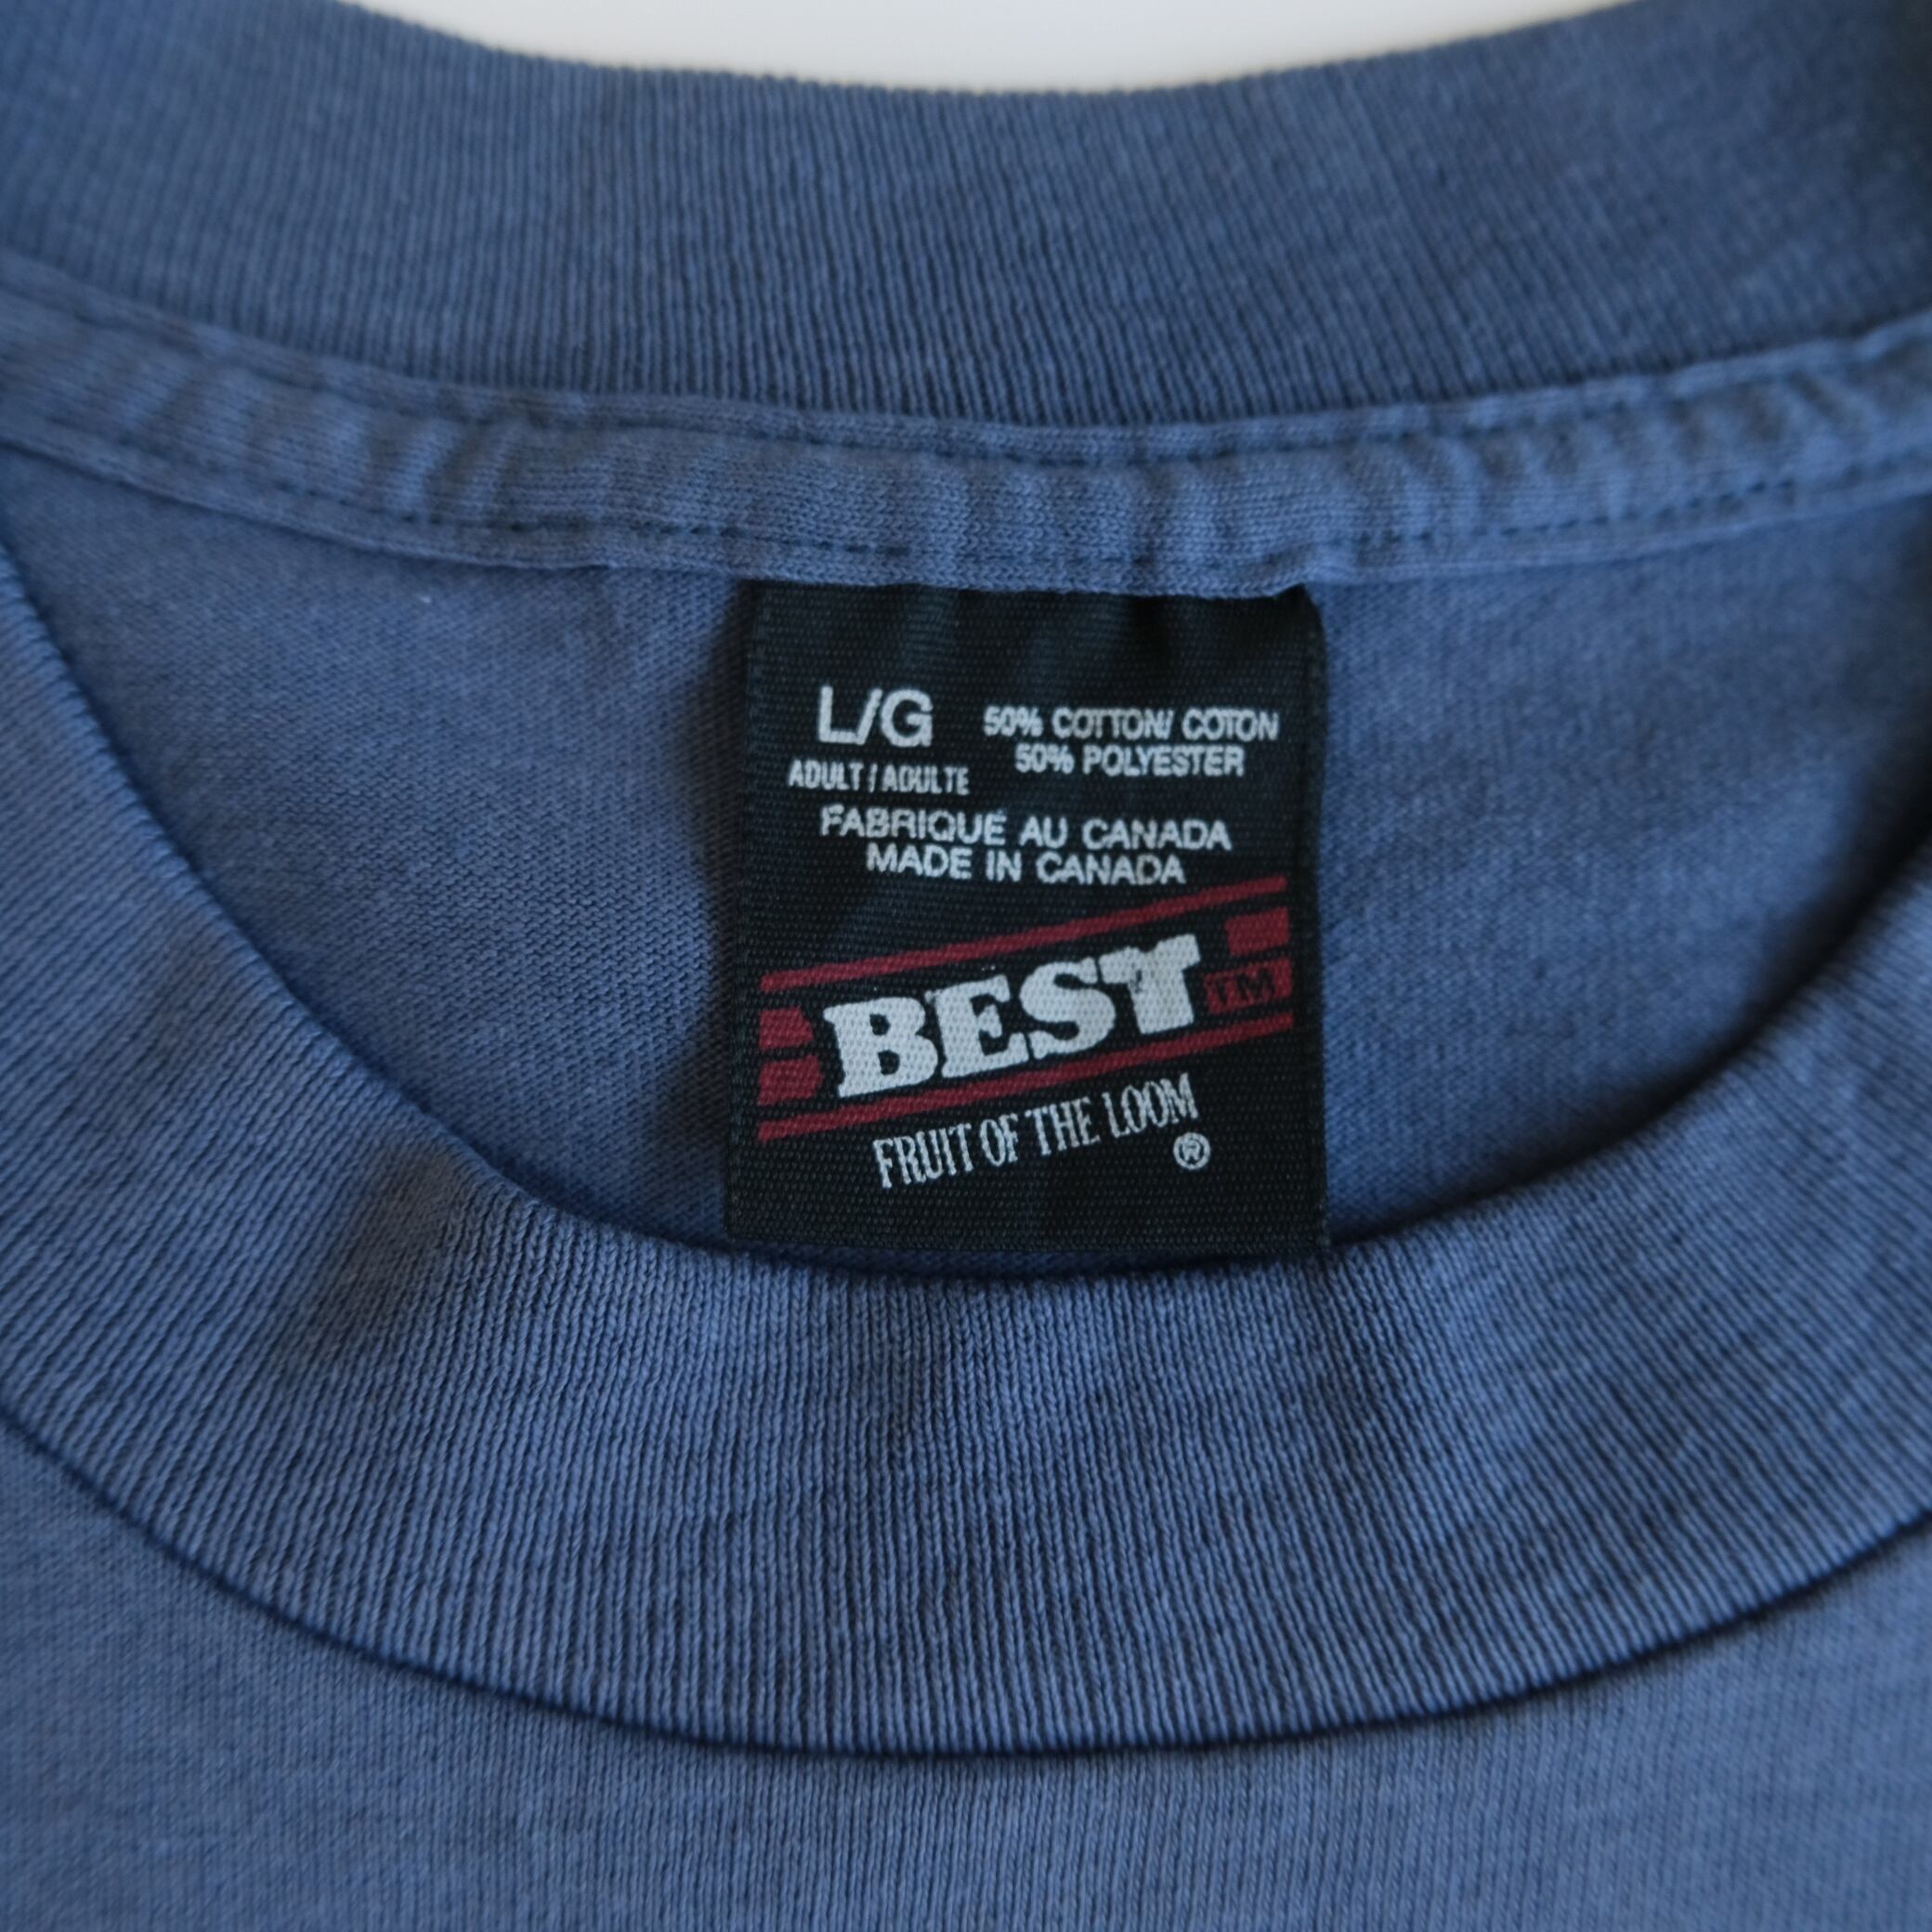 L/G
50% COTTON/ COTON
50% POLYESTER
ADULT / ADULTE
FABRIQUÉ AU CANADA
MADE IN CANADA
BEST TM
FRUIT OF THE LOOM ®